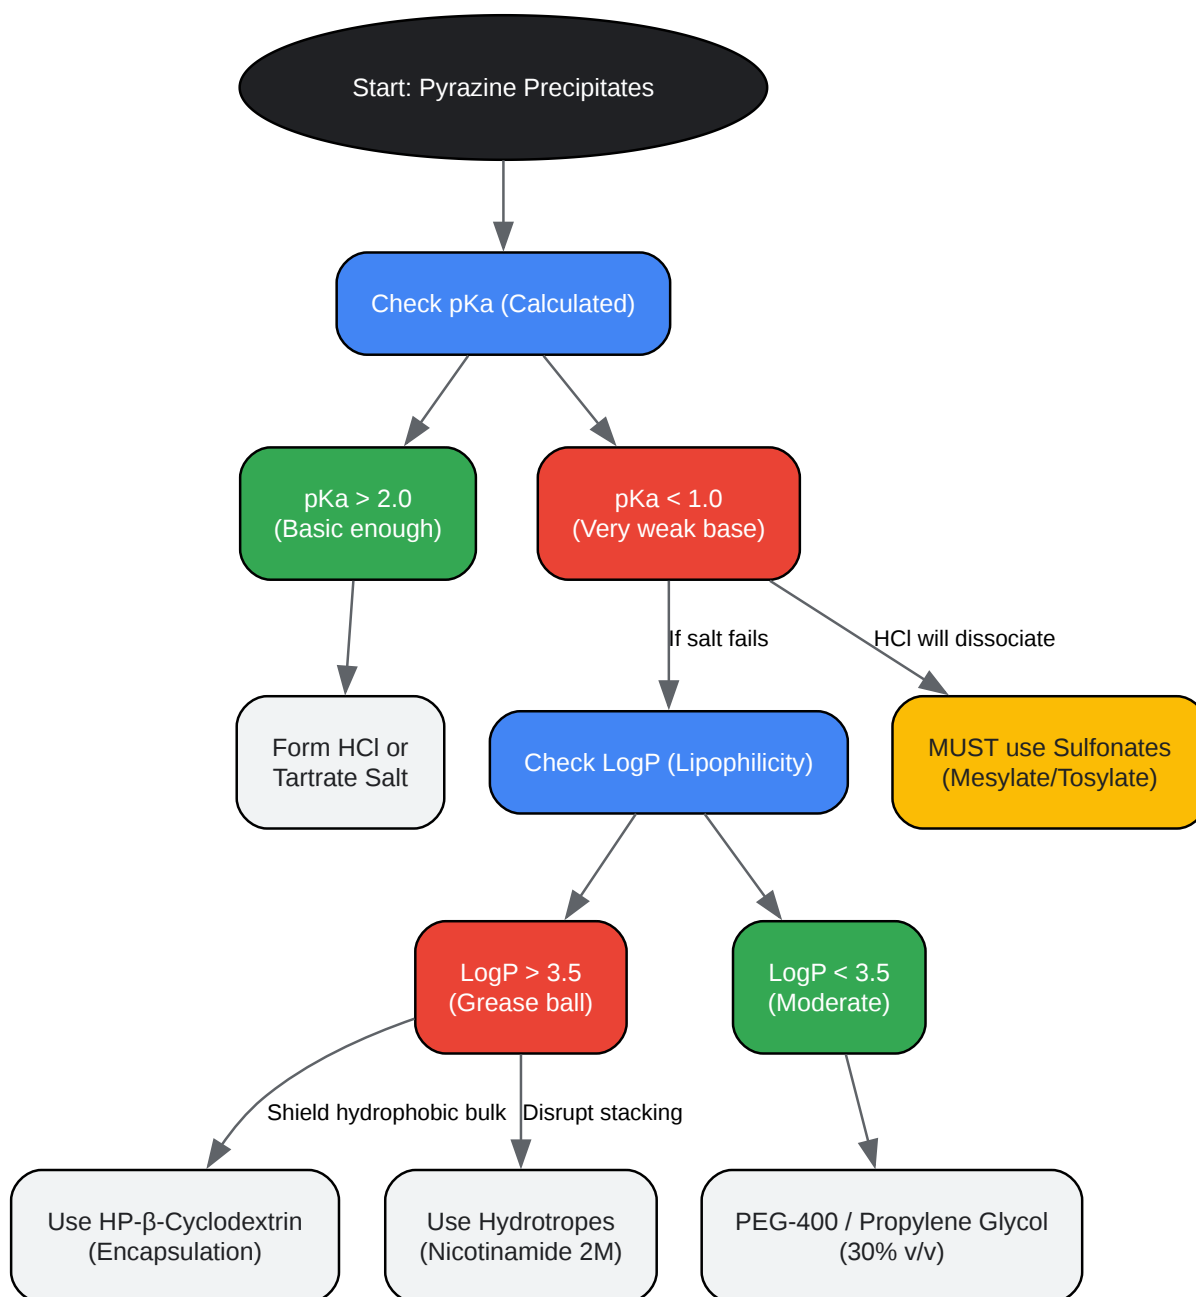 Start: Pyrazine Precipitates
Check pKa (Calculated)
pKa > 2.0
(Basic enough)
pKa < 1.0
(Very weak base)
If salt fails
HCl will dissociate
Form HCl or
Tartrate Salt
Check LogP (Lipophilicity)
MUST use Sulfonates
(Mesylate/Tosylate)
LogP > 3.5
(Grease ball)
LogP < 3.5
(Moderate)
Shield hydrophobic bulk
Disrupt stacking
Use HP-β-Cyclodextrin
(Encapsulation)
Use Hydrotropes
(Nicotinamide 2M)
PEG-400 / Propylene Glycol
(30% v/v)